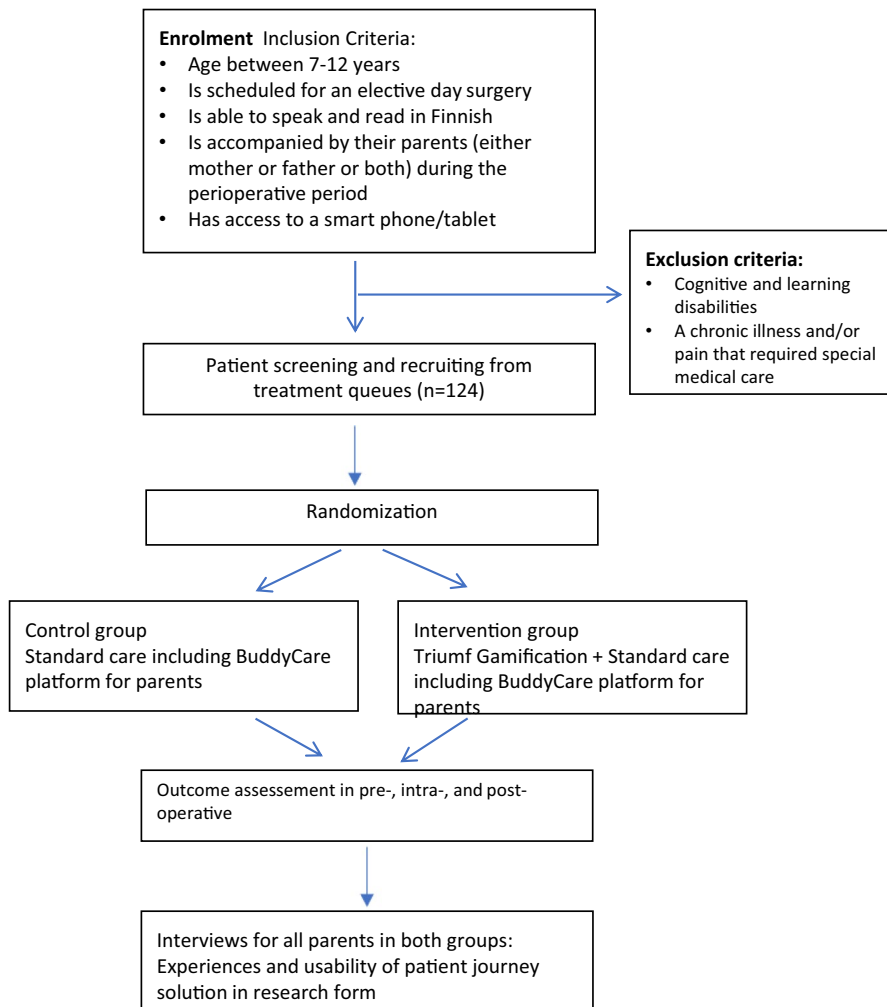 Enrolment Inclusion Criteria:
• Age between 7-12 years
• Is scheduled for an elective day surgery
• Is able to speak and read in Finnish
• Is accompanied by their parents (either
mother or father or both) during the
perioperative period
• Has access to a smart phone/tablet
Exclusion criteria:
• Cognitive and learning
disabilities
• A chronic illness and/or
pain that required special
medical care
Patient screening and recruiting from
treatment queues (n=124)
Randomization
Control group
Standard care including BuddyCare
platform for parents
Intervention group
Triumf Gamification + Standard care
including BuddyCare platform for
parents
Outcome assessement in pre-, intra-, and post-
operative
Interviews for all parents in both groups:
Experiences and usability of patient journey
solution in research form